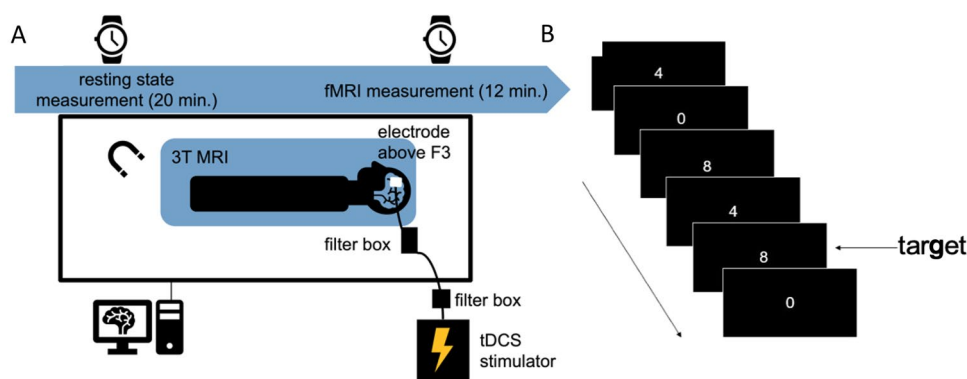 A
B
resting state
measurement (20 min.)
fMRI measurement (12 min.)
electrode
above F3
3T MRI
filter box
filter box
tDCS
stimulator
4
0
8
4
8
target
0